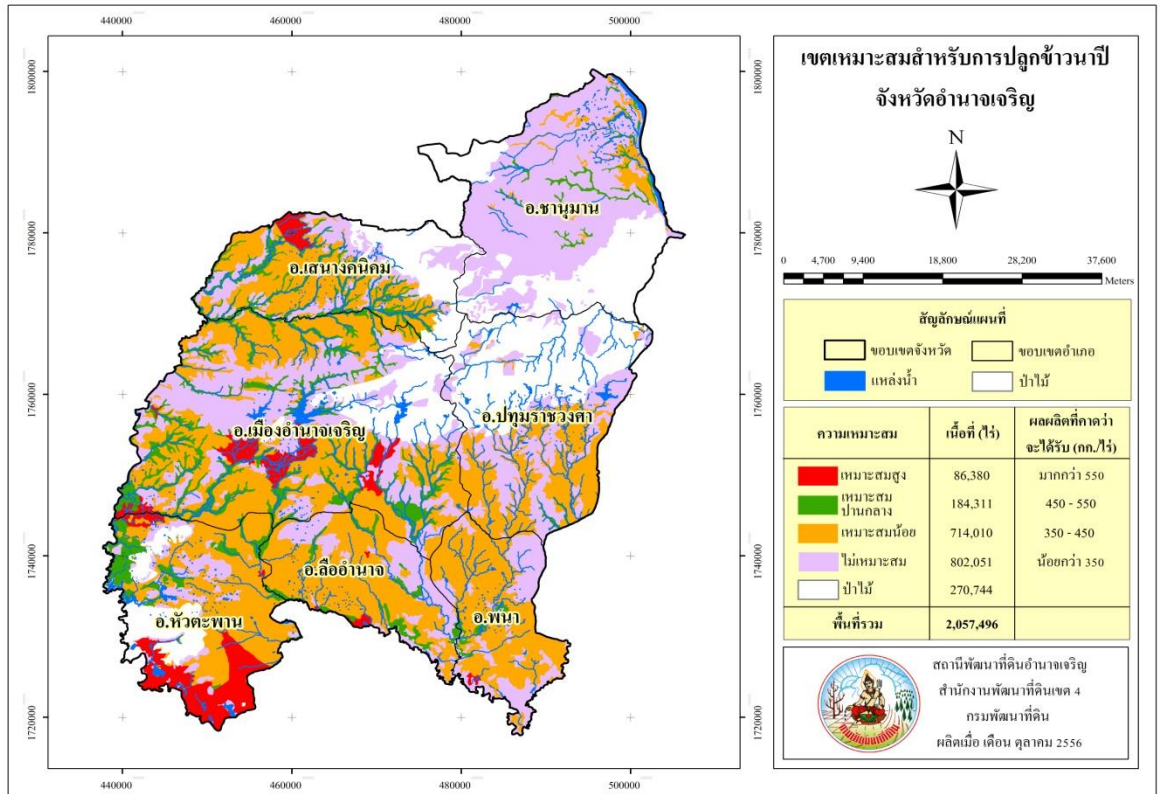 440000 460000 480000 500000
1800000 1800000
1780000 1780000
1760000 1760000
1740000 1740000
1720000 1720000
440000 460000 480000 500000
อ.ชานุมาน
อ.เสนางคนิคม
อ.ปทุมราชวงศา
อ.เมืองอำนาจเจริญ
อ.ลืออำนาจ
อ.หัวตะพาน
อ.พนา
เขตเหมาะสมสำหรับการปลูกข้าวนาปี
จังหวัดอำนาจเจริญ
N
0 4,700 9,400 18,800 28,200 37,600
Meters
สัญลักษณ์แผนที่
ขอบเขตจังหวัด ขอบเขตอำเภอ
แหล่งน้ำ ป่าไม้
ความเหมาะสม เนื้อที่ (ไร่) ผลผลิตที่คาดว่า
จะได้รับ (กก./ไร่)
เหมาะสมสูง 86,380 มากกว่า 550
เหมาะสม
ปานกลาง 184,311 450 - 550
เหมาะสมน้อย 714,010 350 - 450
ไม่เหมาะสม 802,051 น้อยกว่า 350
ป่าไม้ 270,744
พื้นที่รวม 2,057,496
สถานีพัฒนาที่ดินอำนาจเจริญ
สำนักงานพัฒนาที่ดินเขต 4
กรมพัฒนาที่ดิน
ผลิตเมื่อ เดือน ตุลาคม 2556